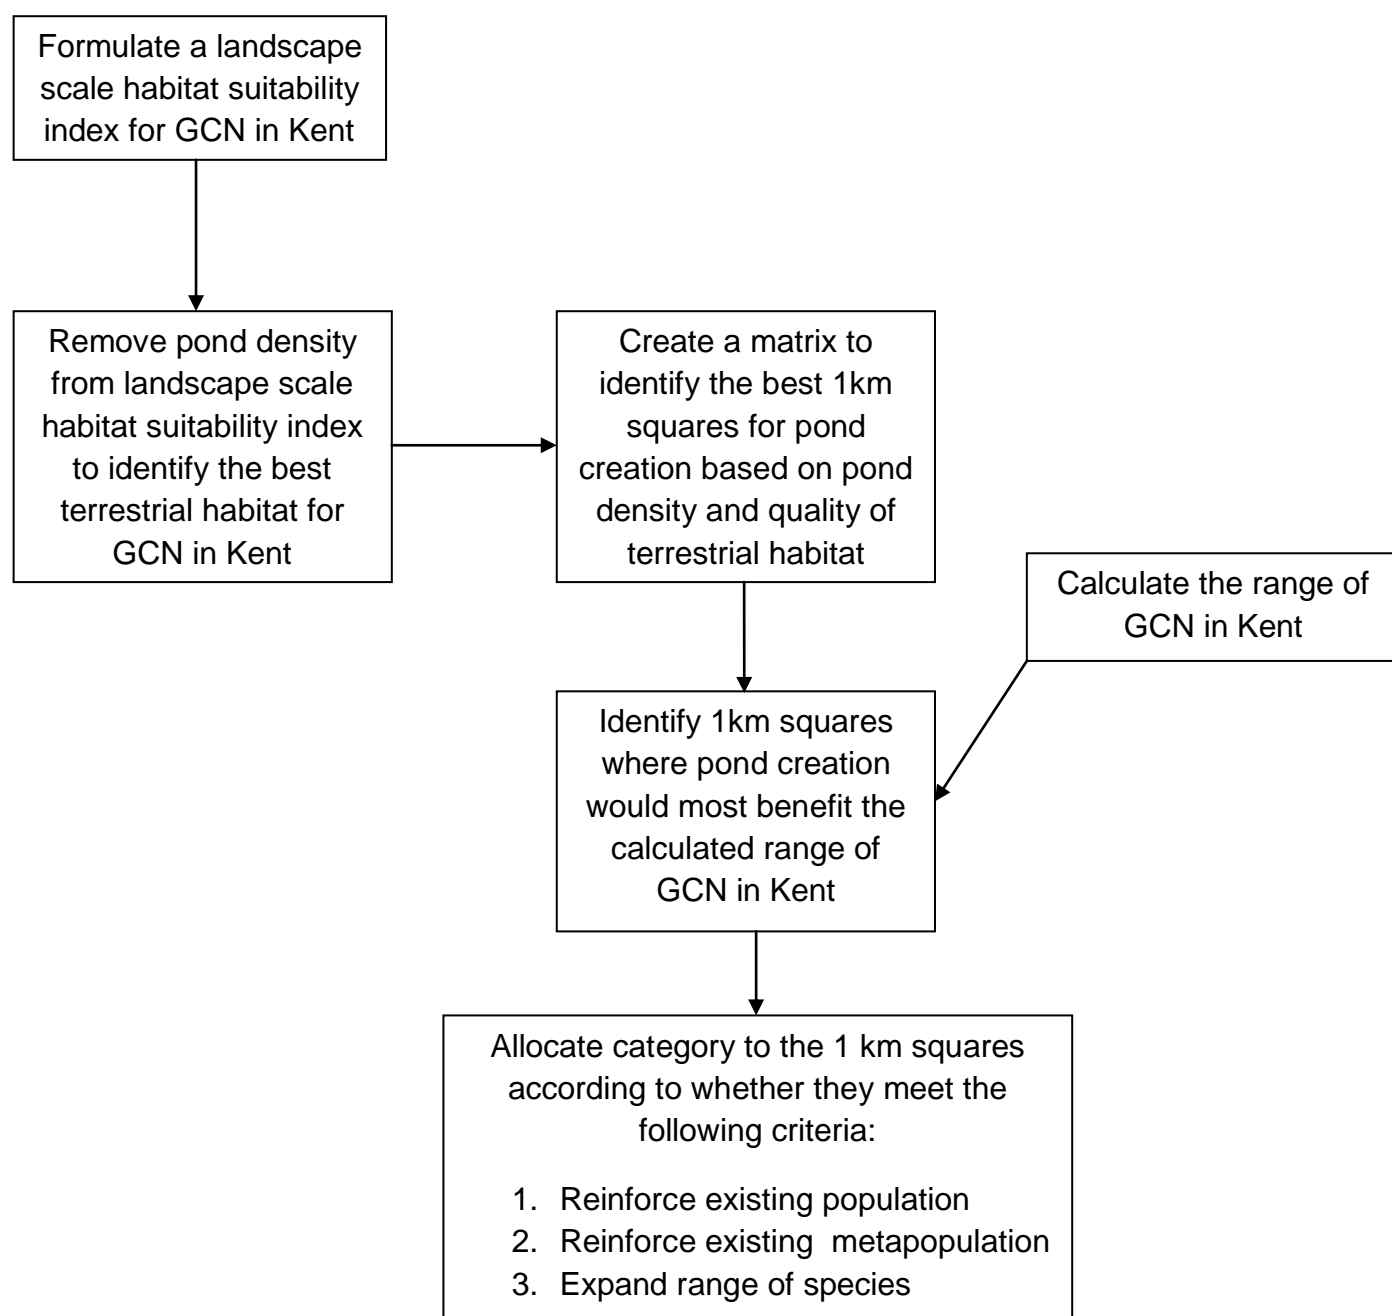 Formulate a landscape
scale habitat suitability
index for GCN in Kent
Remove pond density
from landscape scale
habitat suitability index
to identify the best
terrestrial habitat for
GCN in Kent
Create a matrix to
identify the best 1km
squares for pond
creation based on pond
density and quality of
terrestrial habitat
Calculate the range of
GCN in Kent
Identify 1km squares
where pond creation
would most benefit the
calculated range of
GCN in Kent
Allocate category to the 1 km squares
according to whether they meet the
following criteria:
1. Reinforce existing population
2. Reinforce existing  metapopulation
3. Expand range of species